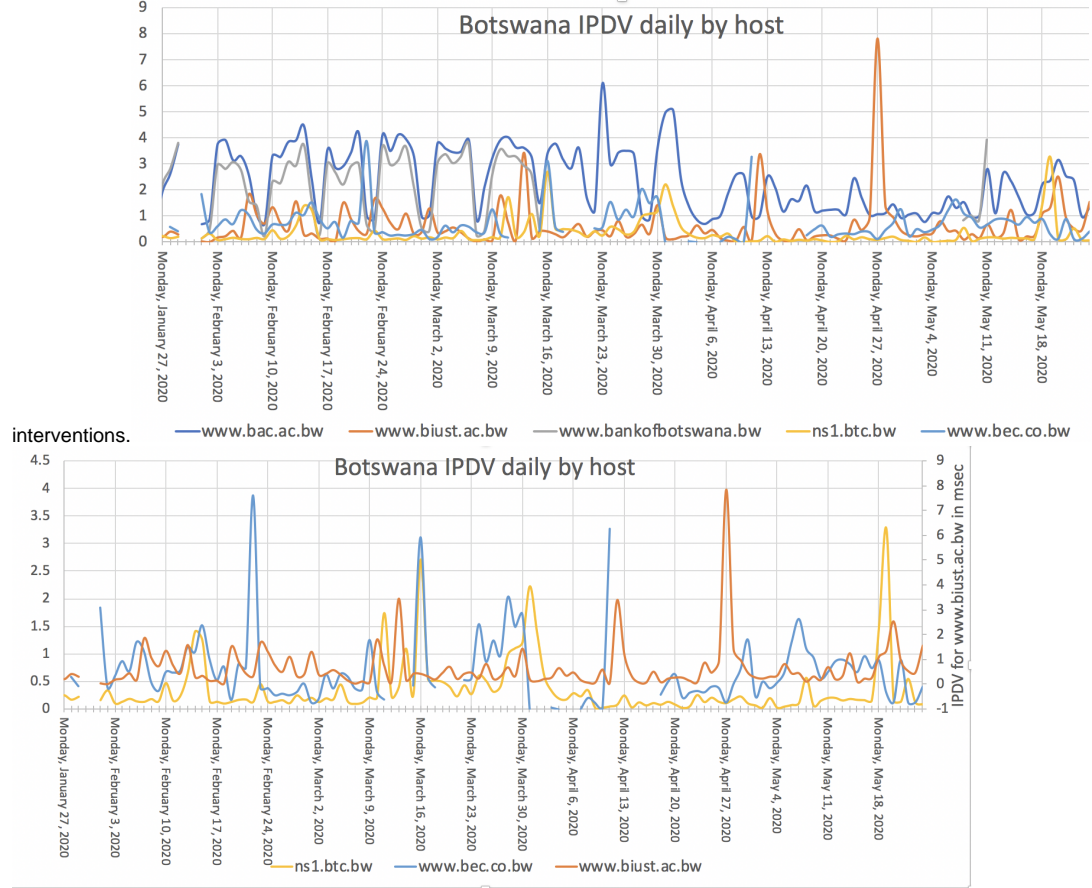 Botswana IPDV daily by host
9
8
7
6
5
4
3
2
1
0
Monday, January 27, 2020
Monday, February 3, 2020
Monday, February 10, 2020
Monday, February 17, 2020
Monday, February 24, 2020
Monday, March 2, 2020
Monday, March 9, 2020
Monday, March 16, 2020
Monday, March 23, 2020
Monday, March 30, 2020
Monday, April 6, 2020
Monday, April 13, 2020
Monday, April 20, 2020
Monday, April 27, 2020
Monday, May 4, 2020
Monday, May 11, 2020
Monday, May 18, 2020
interventions.
www.bac.ac.bw www.biust.ac.bw www.bankofbotswana.bw ns1.btc.bw www.bec.co.bw
Botswana IPDV daily by host
4.5
4
3.5
3
2.5
2
1.5
1
0.5
0
9
8
7
6
5
4
3
2
1
0
-1
IPDV for www.biust.ac.bw in msec
Monday, January 27, 2020
Monday, February 3, 2020
Monday, February 10, 2020
Monday, February 17, 2020
Monday, February 24, 2020
Monday, March 2, 2020
Monday, March 9, 2020
Monday, March 16, 2020
Monday, March 23, 2020
Monday, March 30, 2020
Monday, April 6, 2020
Monday, April 13, 2020
Monday, April 20, 2020
Monday, April 27, 2020
Monday, May 4, 2020
Monday, May 11, 2020
Monday, May 18, 2020
ns1.btc.bw www.bec.co.bw www.biust.ac.bw